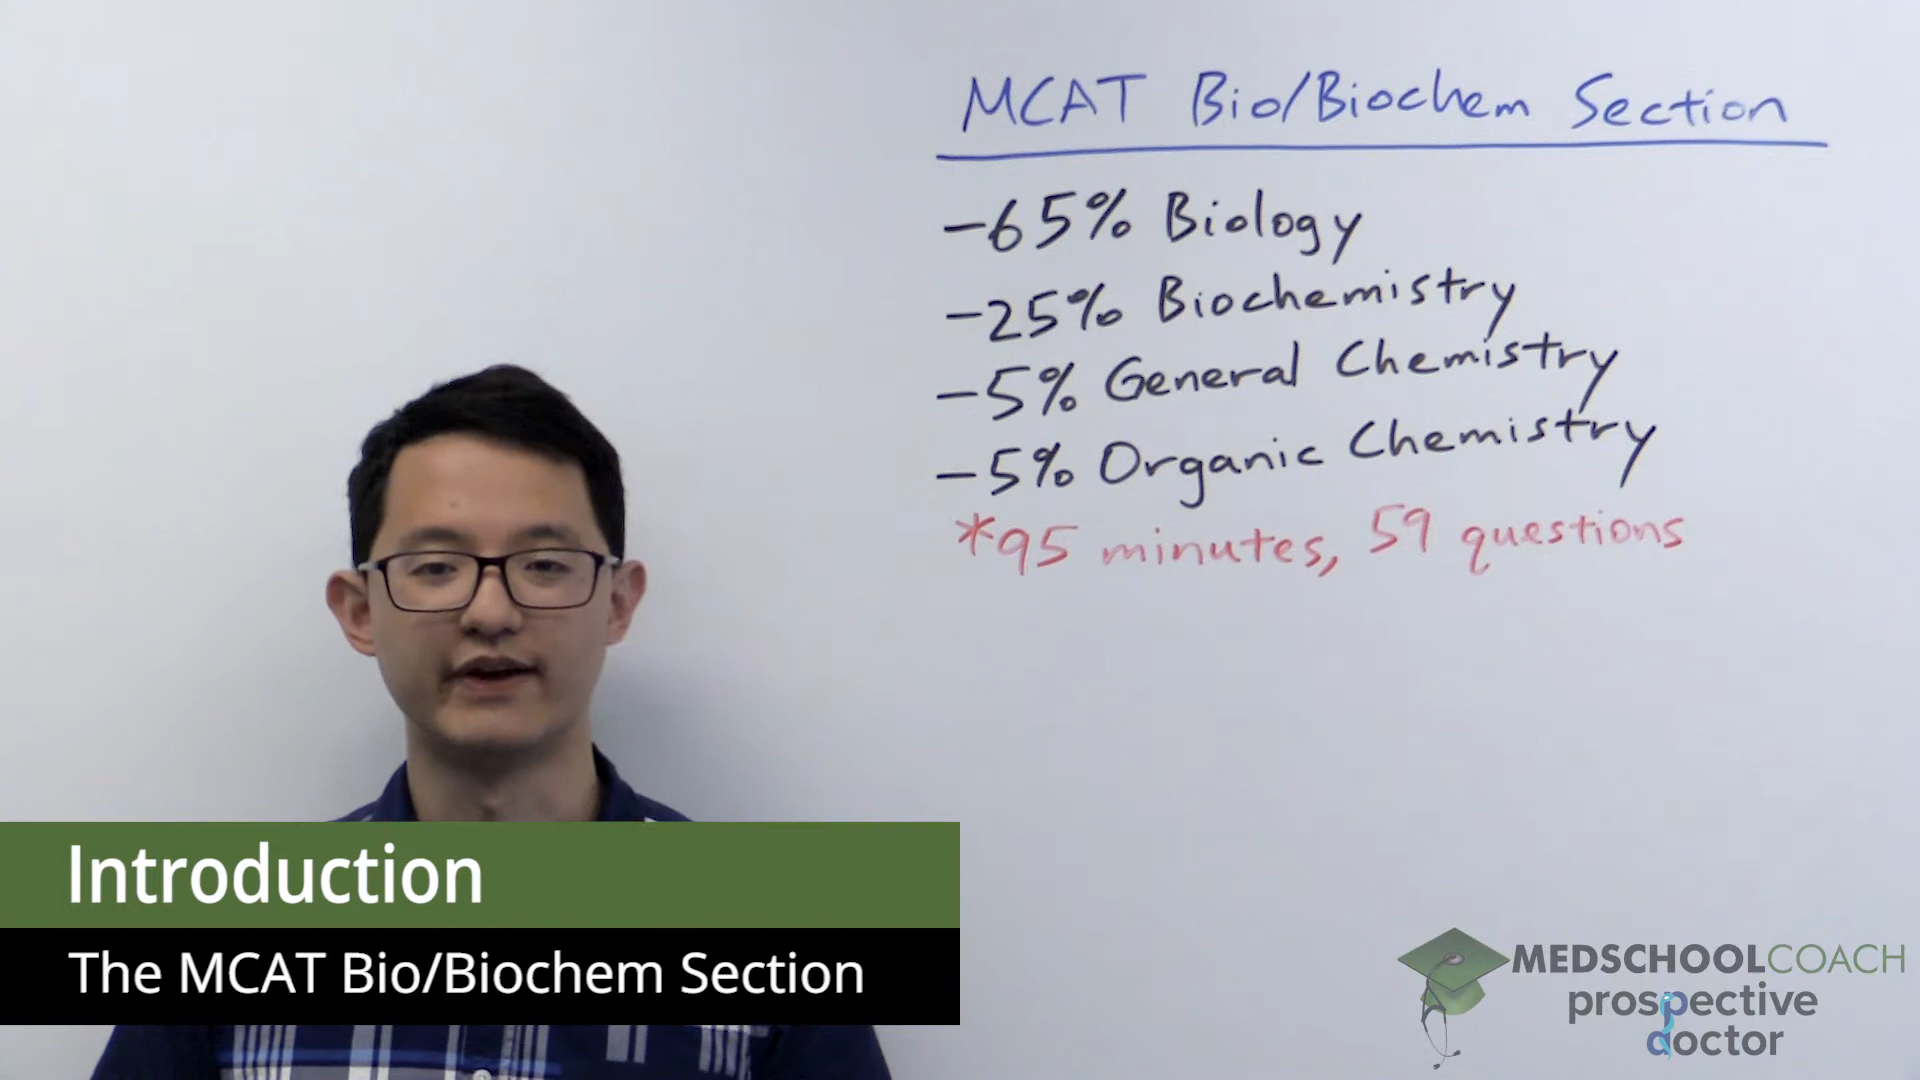 MCAT Bio/Biochem Section
-65% Biology
-25% Biochemistry
-5% General Chemistry
-5% Organic Chemistry
*95 minutes, 59 questions
Introduction
The MCAT Bio/Biochem Section
MEDSCHOOLCOACH
prospective
doctor